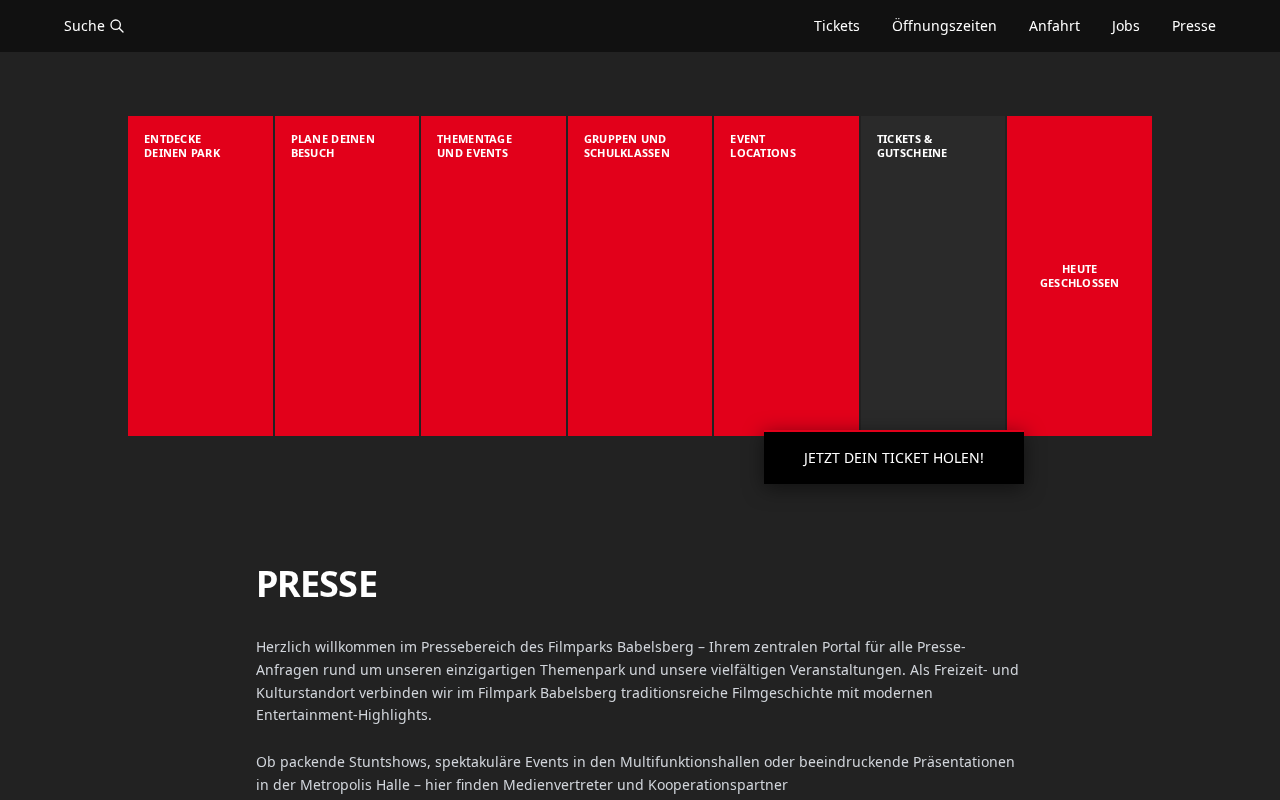 Suche
Tickets
Öffnungszeiten
Anfahrt
Jobs
Presse
ENTDECKE
DEINEN PARK
PLANE DEINEN
BESUCH
THEMENTAGE
UND EVENTS
GRUPPEN UND
SCHULKLASSEN
EVENT
LOCATIONS
TICKETS &
GUTSCHEINE
HEUTE
GESCHLOSSEN
JETZT DEIN TICKET HOLEN!
PRESSE
Herzlich willkommen im Pressebereich des Filmparks Babelsberg – Ihrem zentralen Portal für alle Presse-
Anfragen rund um unseren einzigartigen Themenpark und unsere vielfältigen Veranstaltungen. Als Freizeit- und
Kulturstandort verbinden wir im Filmpark Babelsberg traditionsreiche Filmgeschichte mit modernen
Entertainment-Highlights.
Ob packende Stuntshows, spektakuläre Events in den Multifunktionshallen oder beeindruckende Präsentationen
in der Metropolis Halle – hier finden Medienvertreter und Kooperationspartner